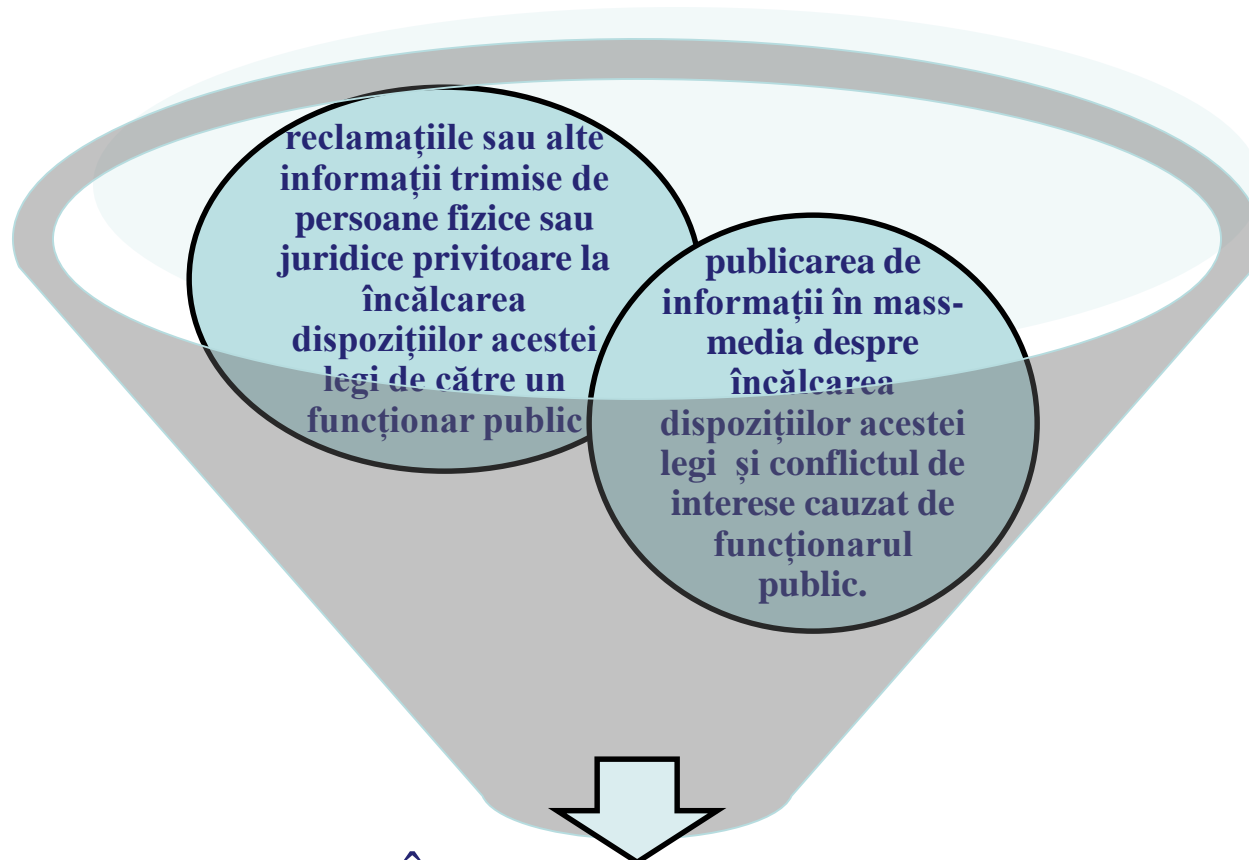 reclamațiile sau alte
informații trimise de
persoane fizice sau
juridice privitoare la
încălcarea
dispozițiilor acestei
legi de către un
funcționar public
publicarea de
informații în mass-
media despre
încălcarea
dispozițiilor acestei
legi și conflictul de
interese cauzat de
funcționarul
public.